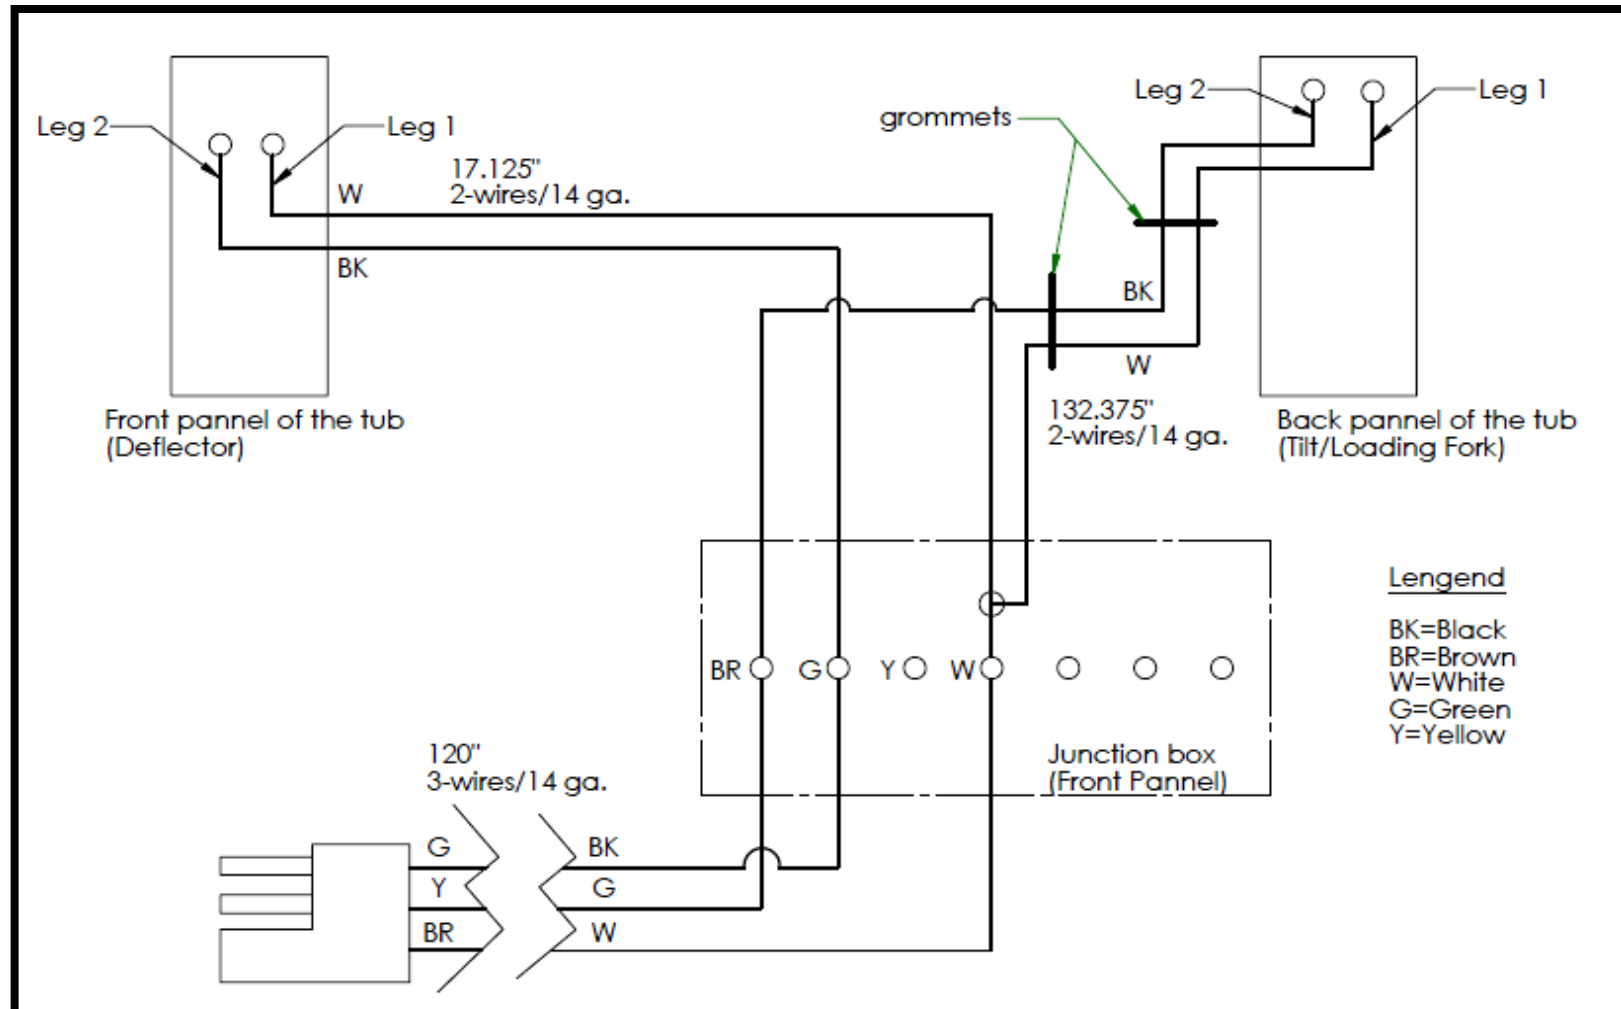 Leg 2
Leg 1
W
17.125"
2-wires/14 ga.
BK
Front pannel of the tub
(Deflector)
grommets
Leg 2
Leg 1
BK
W
132.375"
2-wires/14 ga.
Back pannel of the tub
(Tilt/Loading Fork)
BR
G
Y
W
Junction box
(Front Pannel)
Lengend
BK=Black
BR=Brown
W=White
G=Green
Y=Yellow
120"
3-wires/14 ga.
G
Y
BR
BK
G
W